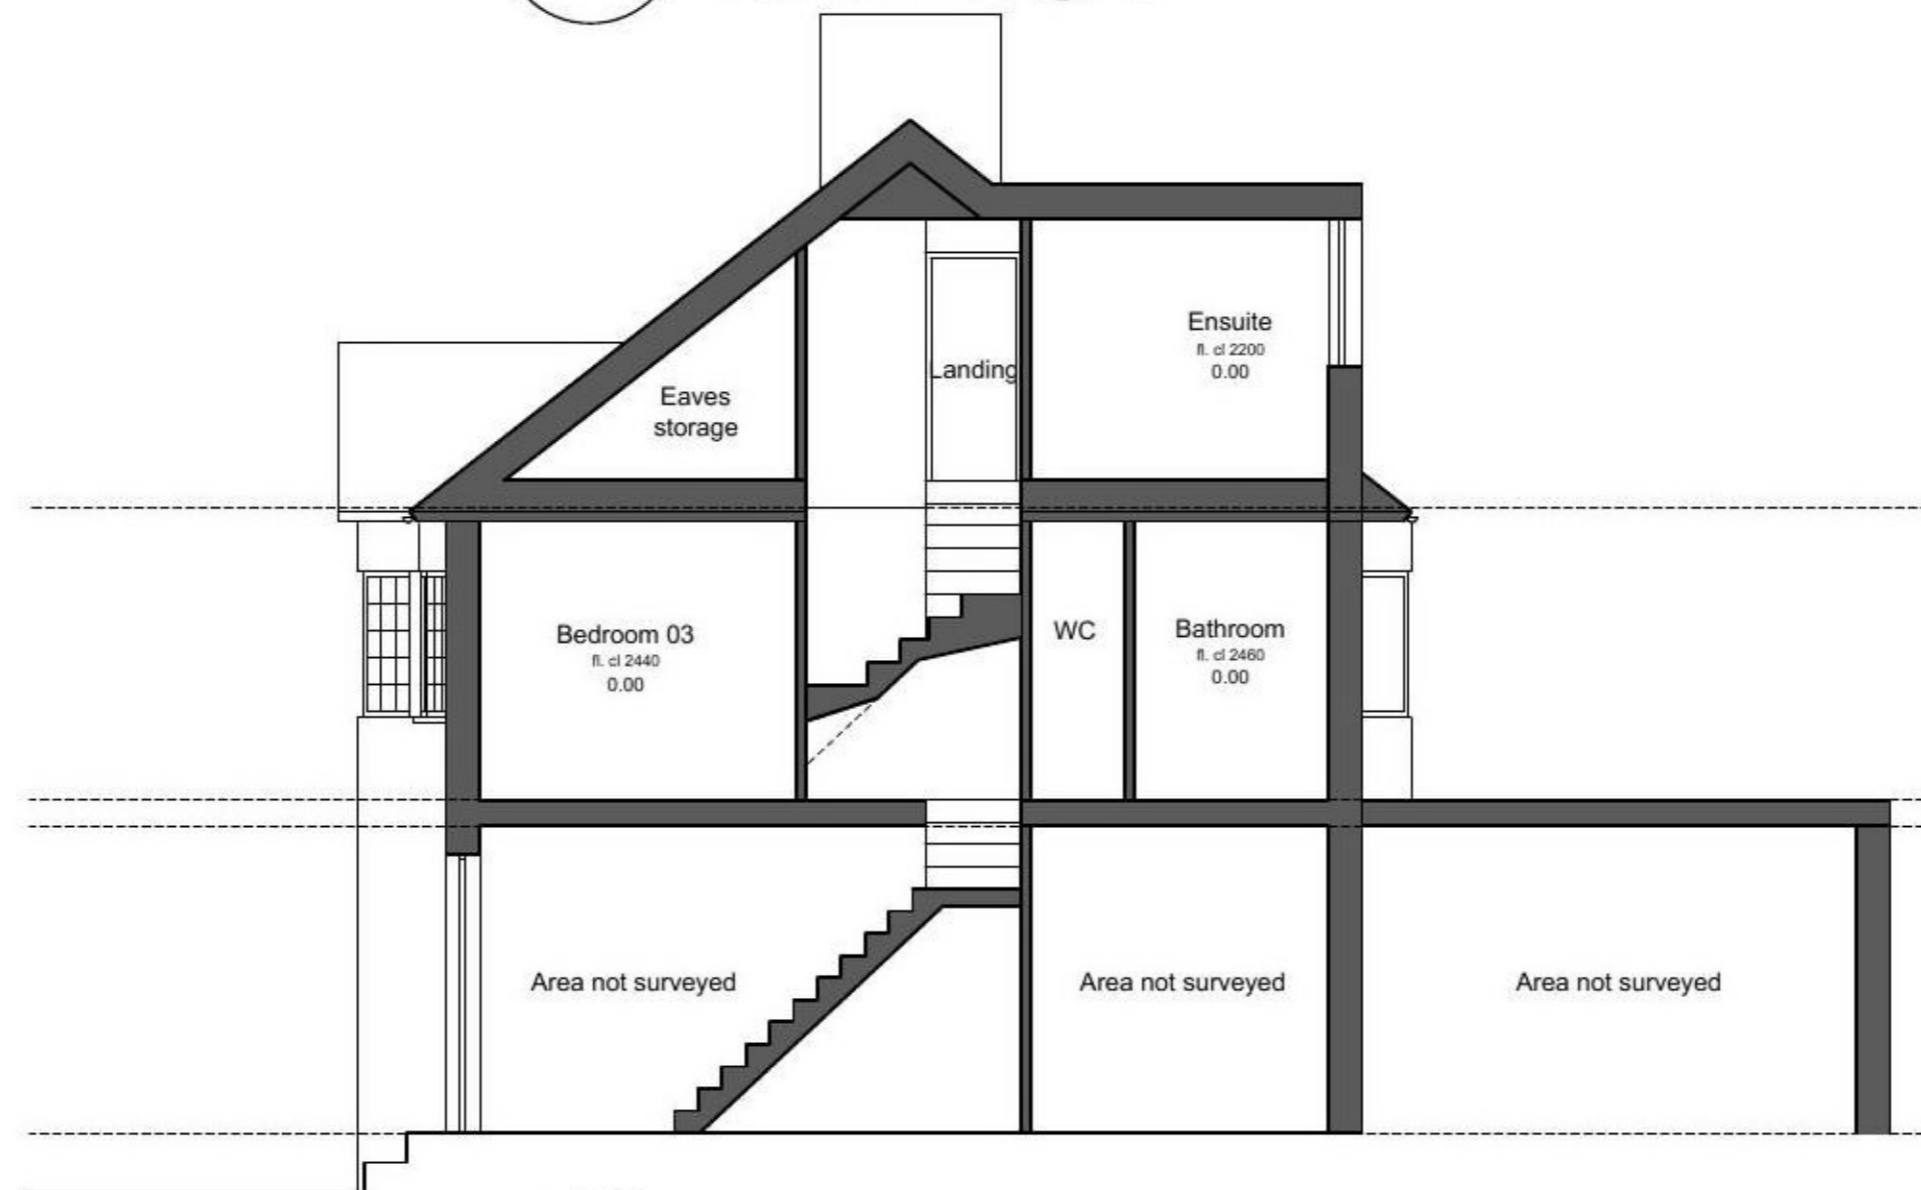 Ensuite
fl. cl 2200
0.00
Landing
Eaves
storage
Bedroom 03
fl. cl 2440
0.00
WC
Bathroom
fl. cl 2460
0.00
Area not surveyed
Area not surveyed
Area not surveyed